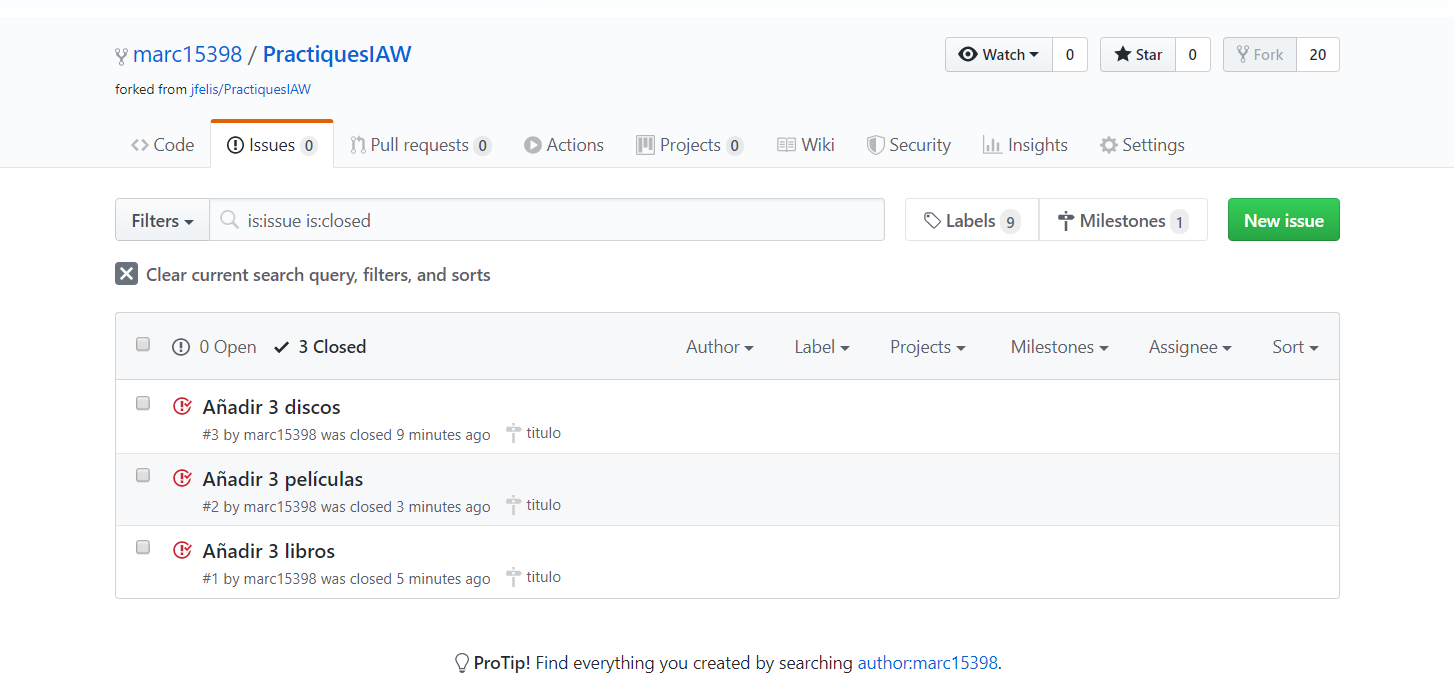 marc15398 / PractiquesIAW
Watch 0 Star 0 Fork 20
forked from jfelis/PractiquesIAW
Code Issues 0 Pull requests 0 Actions Projects 0 Wiki Security Insights Settings
Filters is:issue is:closed Labels 9 Milestones 1 New issue
Clear current search query, filters, and sorts
0 Open 3 Closed Author Label Projects Milestones Assignee Sort
Añadir 3 discos
#3 by marc15398 was closed 9 minutes ago titulo
Añadir 3 películas
#2 by marc15398 was closed 3 minutes ago titulo
Añadir 3 libros
#1 by marc15398 was closed 5 minutes ago titulo
ProTip! Find everything you created by searching author:marc15398.